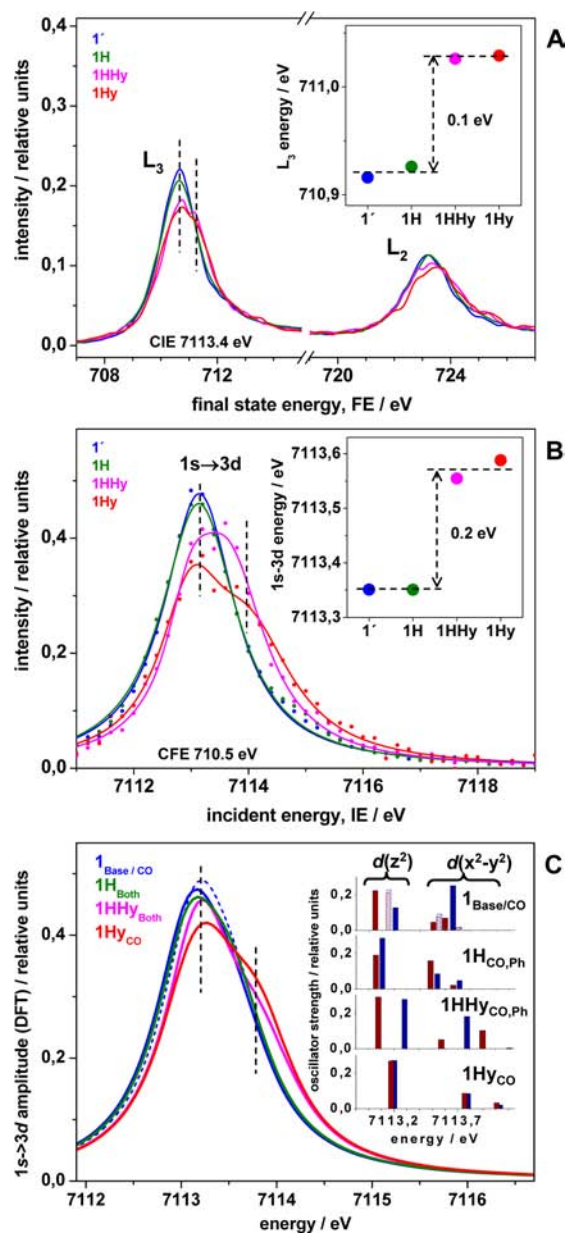 0,4
1´
1H
1HHy
1Hy
A
711,0
L3 energy / eV
0.1 eV
710,9
1´ 1H 1HHy 1Hy
0,3
intensity / relative units
L3
0,2
L2
0,1
0,0
CIE 7113.4 eV
708 712 720 724
final state energy, FE / eV
B
1´
1H
1HHy
1Hy
1s→3d
7113,6
7113,5
7113,4
7113,3
1s-3d energy / eV
0.2 eV
1´ 1H 1HHy 1Hy
0,4
intensity / relative units
0,2
0,0
CFE 710.5 eV
7112 7114 7116 7118
incident energy, IE / eV
C
1Base / CO
1HBoth
1HHyBoth
1HyCO
d(z2) d(x2-y2)
0,2
0,0
1Base/CO
0,2
0,0
1HCO,Ph
0,2
0,0
1HHyCO,Ph
0,2
0,0
1HyCO
oscillator strength / relative units
7113,2 7113,7
energy / eV
0,4
1s->3d amplitude (DFT) / relative units
0,2
0,0
7112 7113 7114 7115 7116
energy / eV